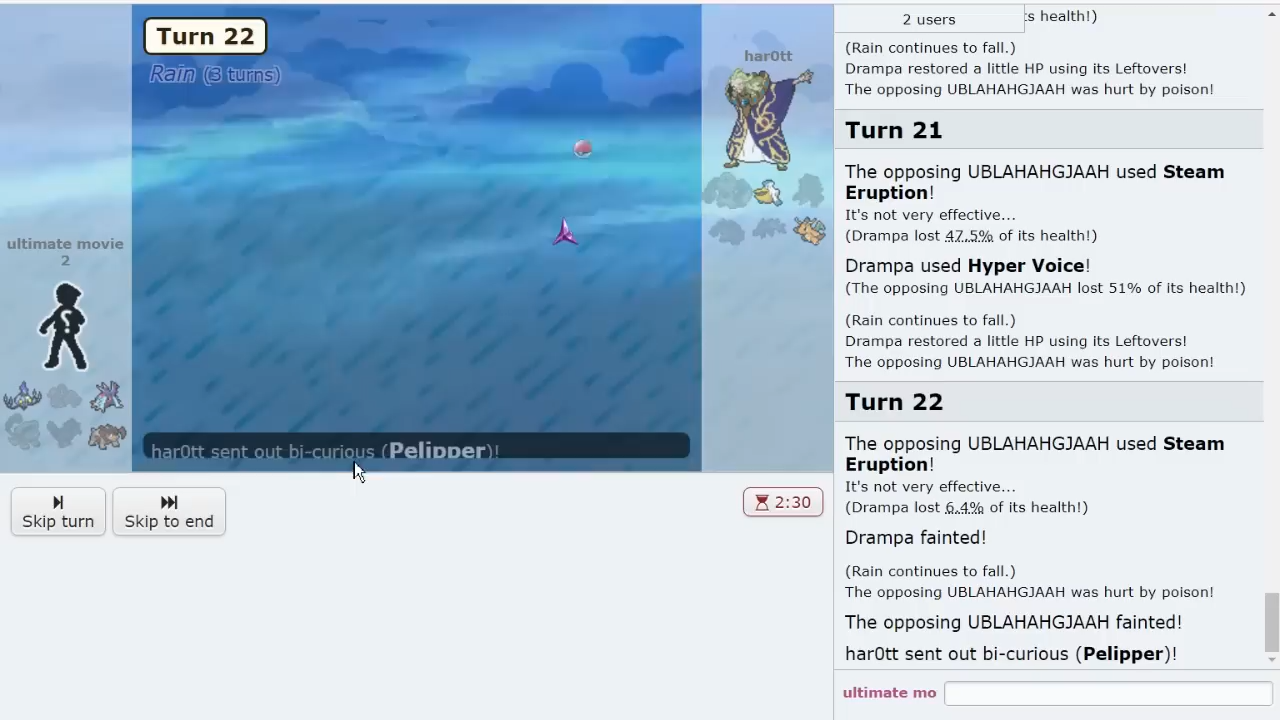 Turn 22
Rain (3 turns)
har0tt
ultimate movie
2
har0tt sent out bi-curious (Pelipper)!
Skip turn
Skip to end
2:30
2 users
s health!)
(Rain continues to fall.)
Drampa restored a little HP using its Leftovers!
The opposing UBLAHAHGJAAH was hurt by poison!
Turn 21
The opposing UBLAHAHGJAAH used Steam
Eruption!
It's not very effective...
(Drampa lost 47.5% of its health!)
Drampa used Hyper Voice!
(The opposing UBLAHAHGJAAH lost 51% of its health!)
(Rain continues to fall.)
Drampa restored a little HP using its Leftovers!
The opposing UBLAHAHGJAAH was hurt by poison!
Turn 22
The opposing UBLAHAHGJAAH used Steam
Eruption!
It's not very effective...
(Drampa lost 6.4% of its health!)
Drampa fainted!
(Rain continues to fall.)
The opposing UBLAHAHGJAAH was hurt by poison!
The opposing UBLAHAHGJAAH fainted!
har0tt sent out bi-curious (Pelipper)!
ultimate mo